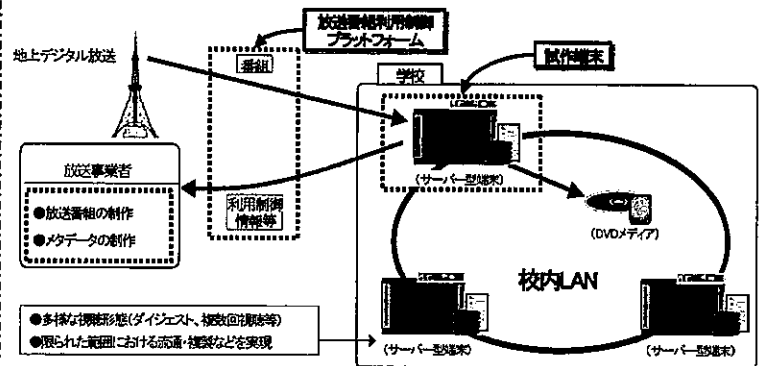 放送番組利用制御
プラットフォーム
地上デジタル放送
番組
試作端末
学校
(サーバー型端末)
放送事業者
●放送番組の制作
●メタデータの制作
利用制御
情報等
(DVDメディア)
校内LAN
●多様な視聴形態(ダイジェスト、複数回視聴等)
●限られた範囲における流通・複製などを実現
(サーバー型端末)
(サーバー型端末)